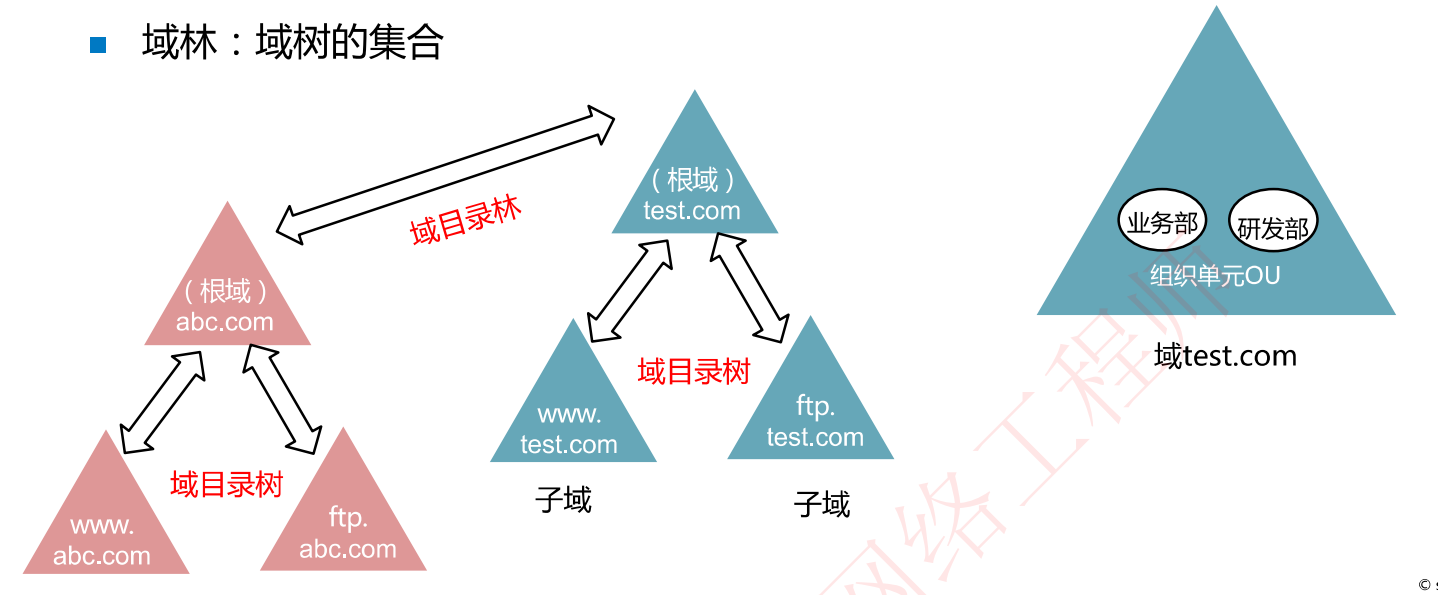 域林：域树的集合
（根域）
test.com
域目录林
（根域）
abc.com
业务部
研发部
组织单元OU
域test.com
域目录树
www.
test.com
ftp.
test.com
子域
子域
域目录树
www.
abc.com
ftp.
abc.com
网络工程师
©